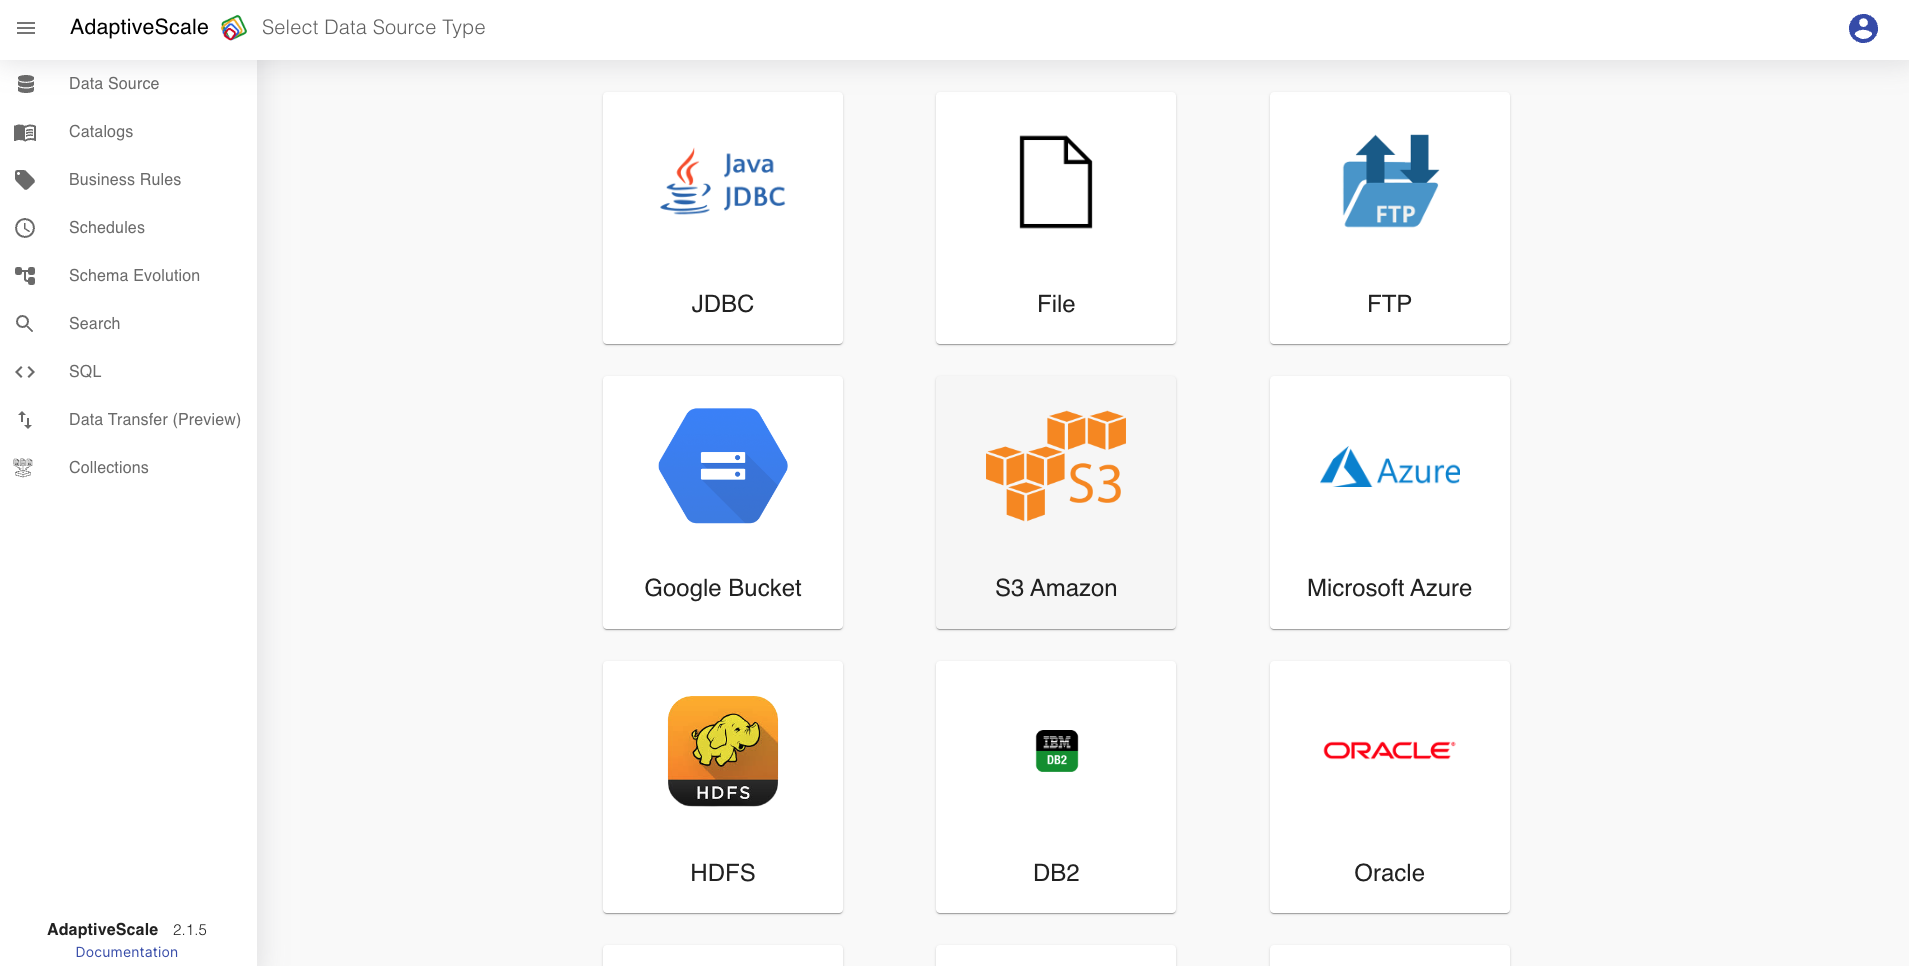 AdaptiveScale Select Data Source Type
Data Source
Catalogs
Business Rules
Schedules
Schema Evolution
Search
SQL
Data Transfer (Preview)
Collections
Java
JDBC
JDBC
File
FTP
FTP
Google Bucket
S3
S3 Amazon
Azure
Microsoft Azure
HDFS
HDFS
IBM
DB2
DB2
ORACLE
Oracle
AdaptiveScale 2.1.5
Documentation